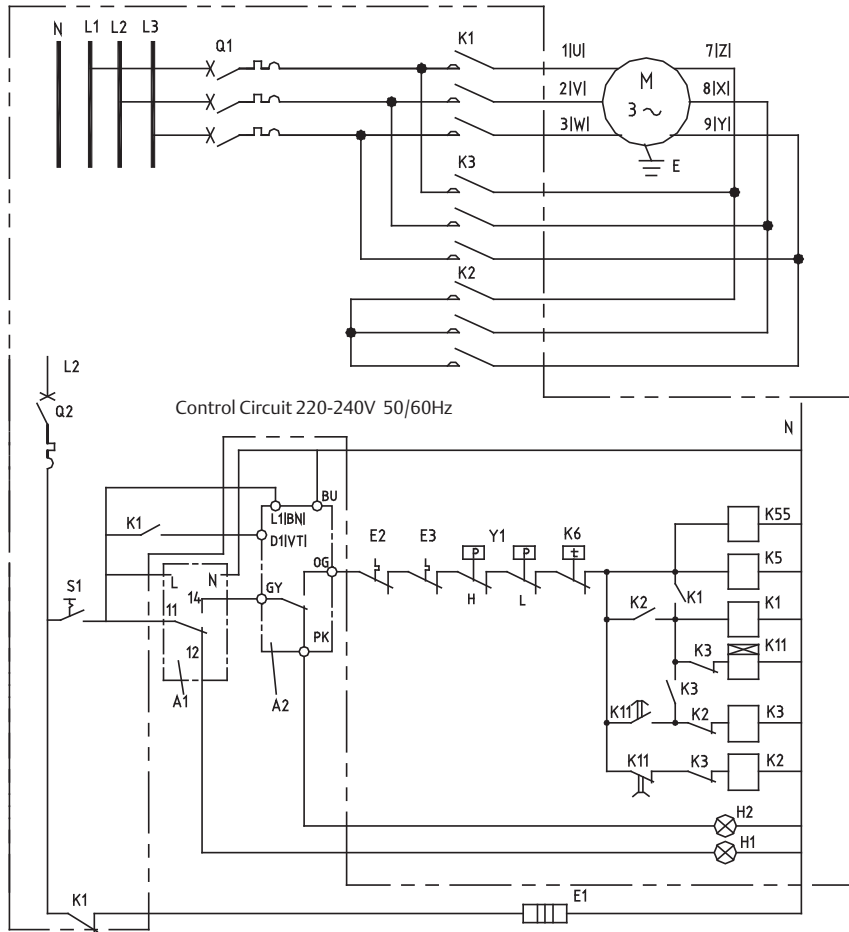 N L1 L2 L3
Q1
K1
1|U|
7|Z|
M
3 ~
2|V|
8|X|
3|W|
9|Y|
E
K3
K2
L2
Q2
Control Circuit 220-240V 50/60Hz
N
BU
L1|BN|
K1
D1|VT|
E2 E3 Y1 K6
P P t
H L
OG
K55
K5
K1
S1
L N
14
GY
11
K2
K1
PK
12
K3
K11
A1
A2
K3
K11
K2
K3
K11
K3
K2
H2
H1
K1
E1